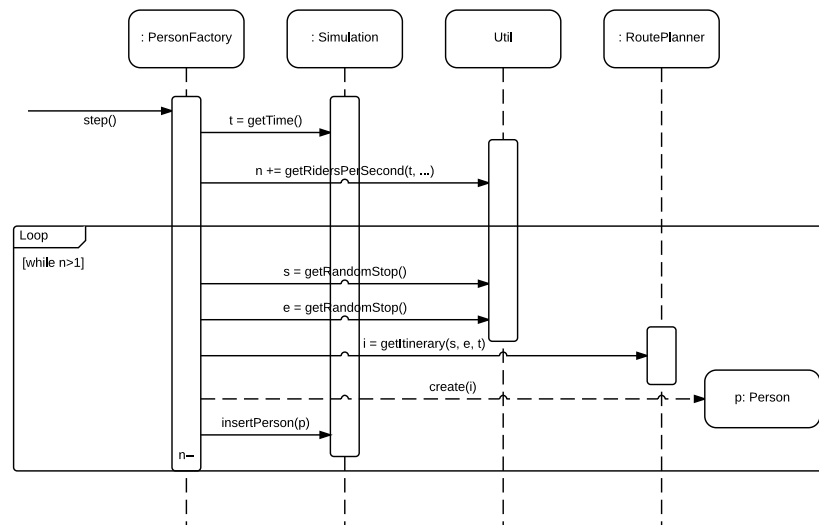 : PersonFactory
: Simulation
Util
: RoutePlanner
step()
t = getTime()
n += getRidersPerSecond(t, ...)
Loop
[while n>1]
s = getRandomStop()
e = getRandomStop()
i = getItinerary(s, e, t)
create(i)
p: Person
insertPerson(p)
n–